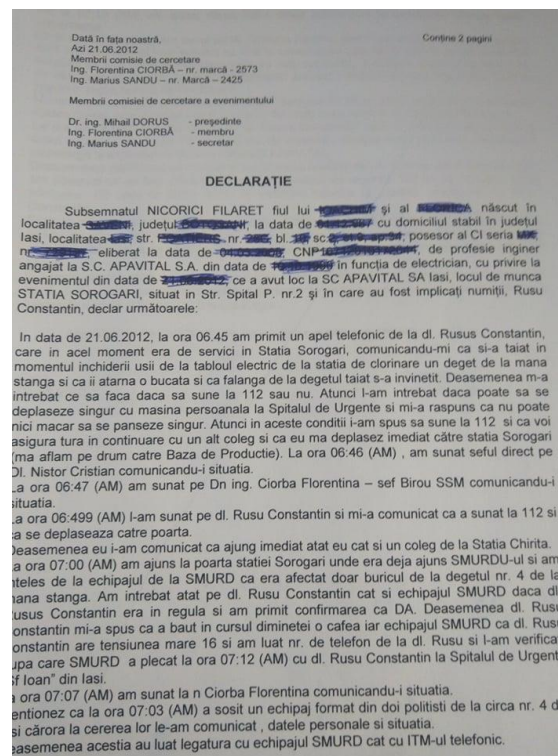 Dată în fața noastră,
Conține 2 pagini
Azi 21.06.2012
Membrii comisiei de cercetare
Ing. Florentina CIORBĂ – nr. marcă - 2573
Ing. Marius SANDU – nr. Marcă – 2425
Membrii comisiei de cercetare a evenimentului
Dr. ing. Mihail DORUS - președinte
Ing. Florentina CIORBĂ - membru
Ing. Marius SANDU - secretar
DECLARAȚIE
Subsemnatul NICORICI FILARET fiul lui și al născut în
localitatea județul la data de cu domiciliul stabil în județul
Iasi, localitatea str. nr. bl. sc. posesor al CI seria
nr. eliberat la data de CNP de profesie inginer
angajat la S.C. APAVITAL S.A. din data de în funcția de electrician, cu privire la
evenimentul din data de ce a avut loc la SC APAVITAL SA Iasi, locul de munca
STATIA SOROGARI, situat in Str. Spital P. nr.2 și în care au fost implicați numiții, Rusu
Constantin, declar următoarele:
In data de 21.06.2012, la ora 06.45 am primit un apel telefonic de la dl. Rusus Constantin,
care in acel moment era de servici in Statia Sorogari, comunicandu-mi ca si-a taiat in
momentul inchiderii usii de la tabloul electric de la statia de clorinare un deget de la mana
stanga si ca ii atarna o bucata si ca falanga de la degetul taiat s-a invinetit. Deasemenea m-a
intrebat ce sa faca daca sa sune la 112 sau nu. Atunci l-am intrebat daca poate sa se
deplaseze singur cu masina persoanala la Spitalul de Urgente si mi-a raspuns ca nu poate
nici macar sa se panseze singur. Atunci in aceste conditii i-am spus sa sune la 112 si ca voi
asigura tura in continuare cu un alt coleg si ca eu ma deplasez imediat către statia Sorogari
(ma aflam pe drum catre Baza de Productie). La ora 06:46 (AM) , am sunat seful direct pe
Dl. Nistor Cristian comunicandu-i situatia.
La ora 06:47 (AM) am sunat pe Dn ing. Ciorba Florentina – sef Birou SSM comunicandu-i
situatia.
La ora 06:499 (AM) l-am sunat pe dl. Rusu Constantin si mi-a comunicat ca a sunat la 112 si
ca se deplaseaza catre poarta.
Deasemenea eu i-am comunicat ca ajung imediat atat eu cat si un coleg de la Statia Chirita.
La ora 07:00 (AM) am ajuns la poarta statiei Sorogari unde era deja ajuns SMURDU-ul si am
nteles de la echipajul de la SMURD ca era afectat doar buricul de la degetul nr. 4 de la
mana stanga. Am intrebat atat pe dl. Rusu Constantin cat si echipajul SMURD daca dl.
Rusus Constantin era in regula si am primit confirmarea ca DA. Deasemenea dl. Rusu
Constantin mi-a spus ca a baut in cursul diminetei o cafea iar echipajul SMURD ca dl. Rusu
Constantin are tensiunea mare 16 si am luat nr. de telefon de la dl. Rusu si l-am verificat
upa care SMURD a plecat la ora 07:12 (AM) cu dl. Rusu Constantin la Spitalul de Urgent
Sf Ioan" din Iasi.
a ora 07:07 (AM) am sunat la n Ciorba Florentina comunicandu-i situatia.
entionez ca la ora 07:03 (AM) a sosit un echipaj format din doi politisti de la circa nr. 4 d
si cărora la cererea lor le-am comunicat , datele personale si situatia.
easemenea acestia au luat legatura cu echipajul SMURD cat cu ITM-ul telefonic.